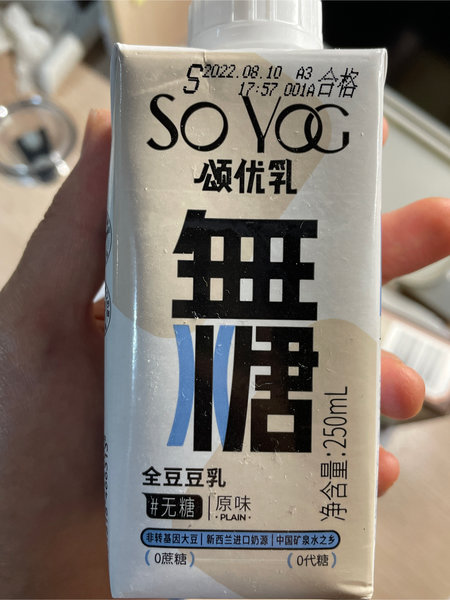 S2022.08.10 A3合格
17:57 001A
SO YOG
颂优乳
無
糖
全豆豆乳
#无糖 原味
·PLAIN·
净含量:250mL
非转基因大豆 | 新西兰进口奶源 | 中国矿泉水之乡
(0蔗糖) (0代糖)